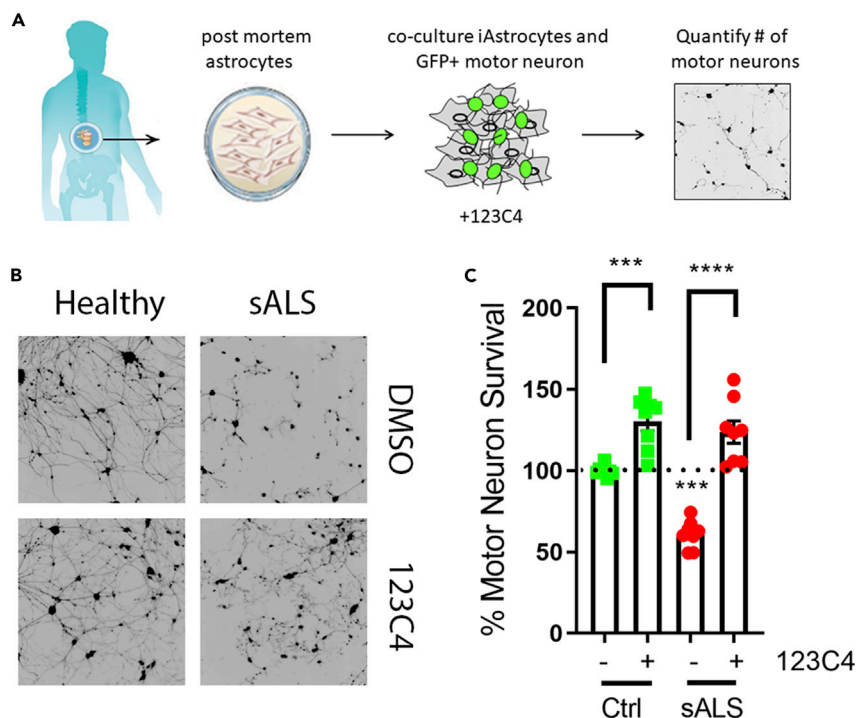 A
post mortem
astrocytes
co-culture iAstrocytes and
GFP+ motor neuron
Quantify # of
motor neurons
+123C4
B
Healthy
sALS
DMSO
123C4
C
***
****
% Motor Neuron Survival
200
150
100
50
0
***
- + - +
123C4
Ctrl
sALS